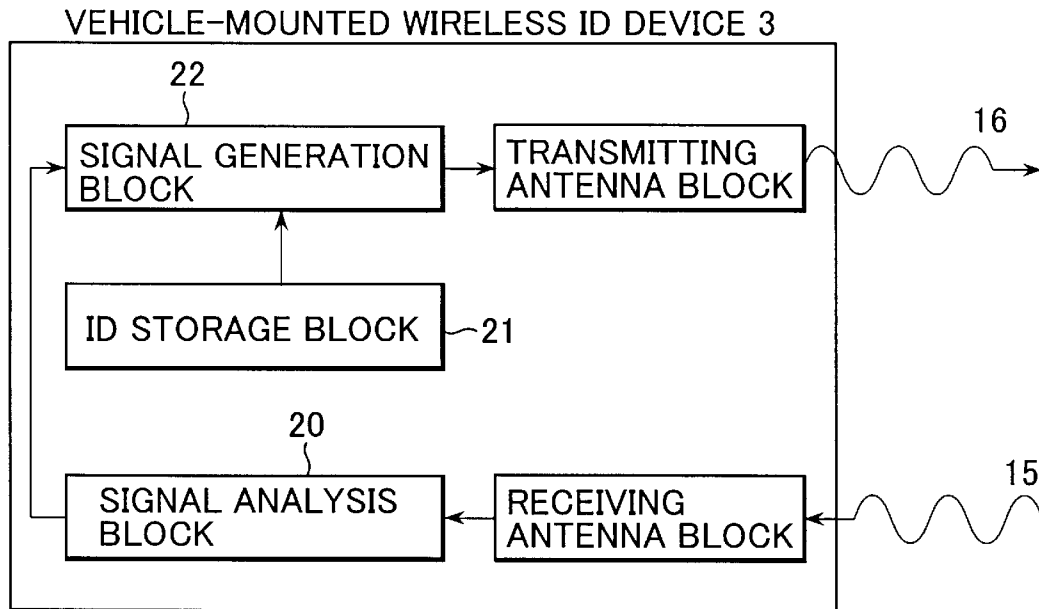 VEHICLE-MOUNTED WIRELESS ID DEVICE 3
22
SIGNAL GENERATION
BLOCK
TRANSMITTING
ANTENNA BLOCK
16
ID STORAGE BLOCK
21
20
SIGNAL ANALYSIS
BLOCK
RECEIVING
ANTENNA BLOCK
15